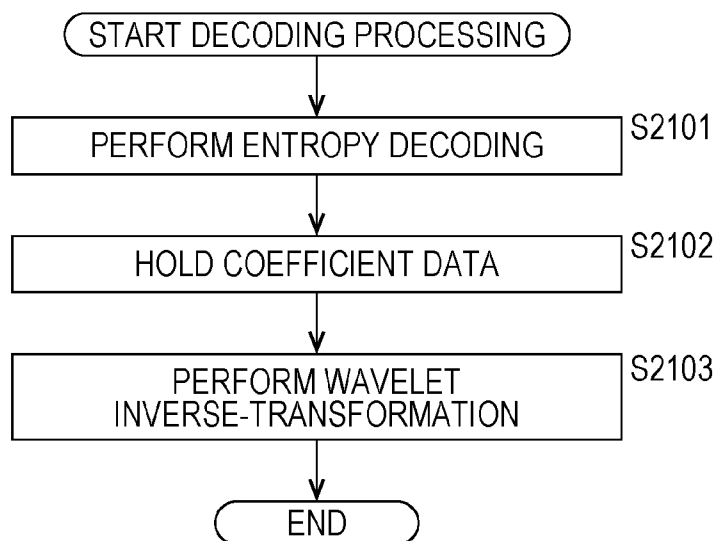 START DECODING PROCESSING
S2101
PERFORM ENTROPY DECODING
S2102
HOLD COEFFICIENT DATA
S2103
PERFORM WAVELET
INVERSE-TRANSFORMATION
END